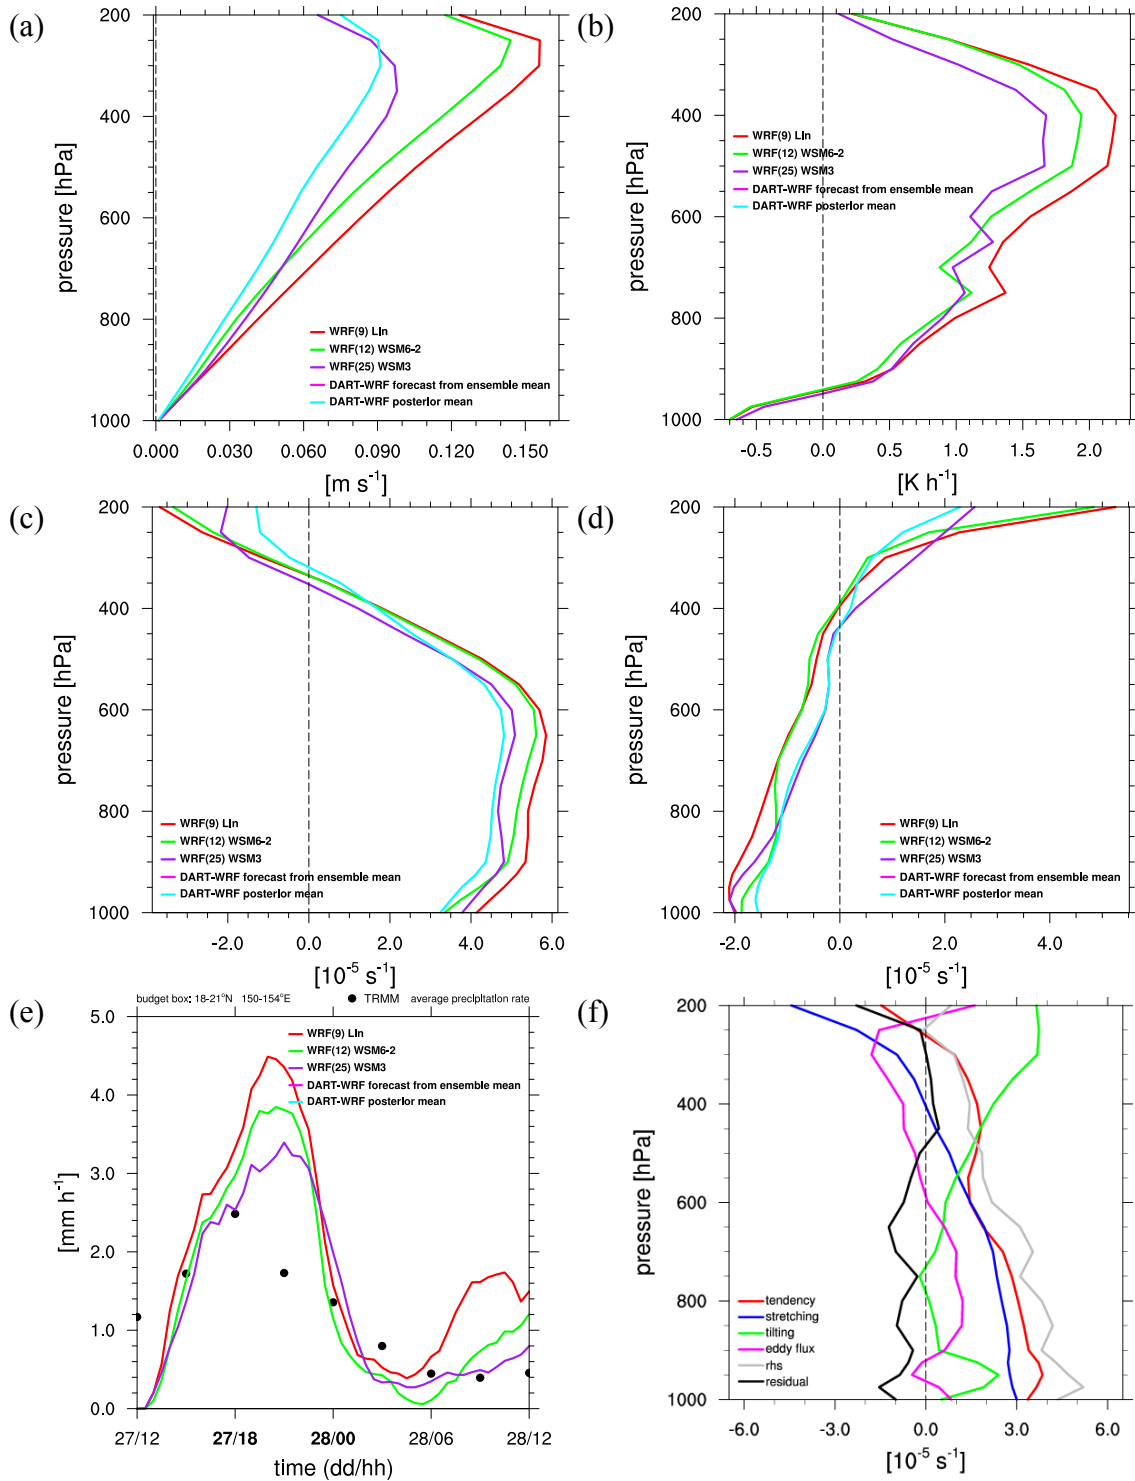 (a)
200
400
600
800
1000
pressure [hPa]
WRF(9) LIn
WRF(12) WSM6-2
WRF(25) WSM3
DART-WRF forecast from ensemble mean
DART-WRF posterior mean
0.000 0.030 0.060 0.090 0.120 0.150
[m s-1]
(b)
200
400
600
800
1000
pressure [hPa]
WRF(9) LIn
WRF(12) WSM6-2
WRF(25) WSM3
DART-WRF forecast from ensemble mean
DART-WRF posterior mean
-0.5 0.0 0.5 1.0 1.5 2.0
[K h-1]
(c)
200
400
600
800
1000
pressure [hPa]
WRF(9) LIn
WRF(12) WSM6-2
WRF(25) WSM3
DART-WRF forecast from ensemble mean
DART-WRF posterior mean
-2.0 0.0 2.0 4.0 6.0
[10-5 s-1]
(d)
200
400
600
800
1000
pressure [hPa]
WRF(9) LIn
WRF(12) WSM6-2
WRF(25) WSM3
DART-WRF forecast from ensemble mean
DART-WRF posterior mean
-2.0 0.0 2.0 4.0
[10-5 s-1]
(e)
budget box: 18-21°N 150-154°E TRMM average precipitation rate
5.0
4.0
3.0
2.0
1.0
0.0
[mm h-1]
WRF(9) LIn
WRF(12) WSM6-2
WRF(25) WSM3
DART-WRF forecast from ensemble mean
DART-WRF posterior mean
27/12 27/18 28/00 28/06 28/12
time (dd/hh)
(f)
200
400
600
800
1000
pressure [hPa]
tendency
stretching
tilting
eddy flux
rhs
residual
-6.0 -3.0 0.0 3.0 6.0
[10-5 s-1]